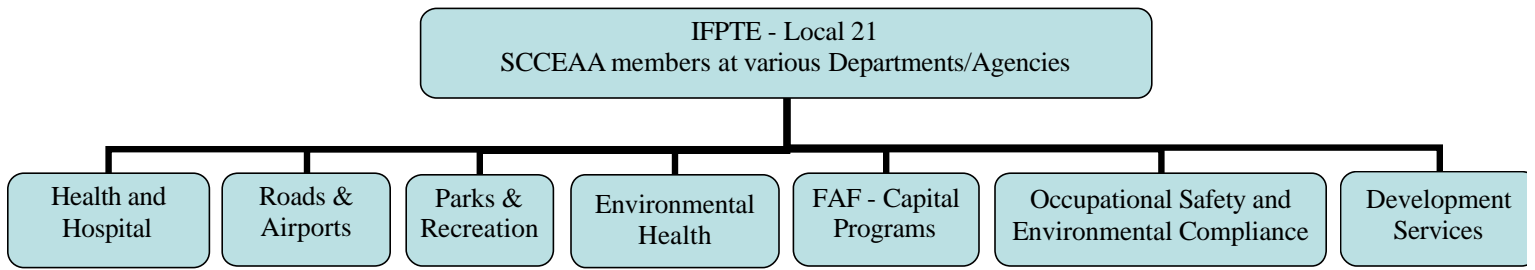 IFPTE - Local 21
SCCEAA members at various Departments/Agencies
Health and
Hospital
Roads &
Airports
Parks &
Recreation
Environmental
Health
FAF - Capital
Programs
Occupational Safety and
Environmental Compliance
Development
Services